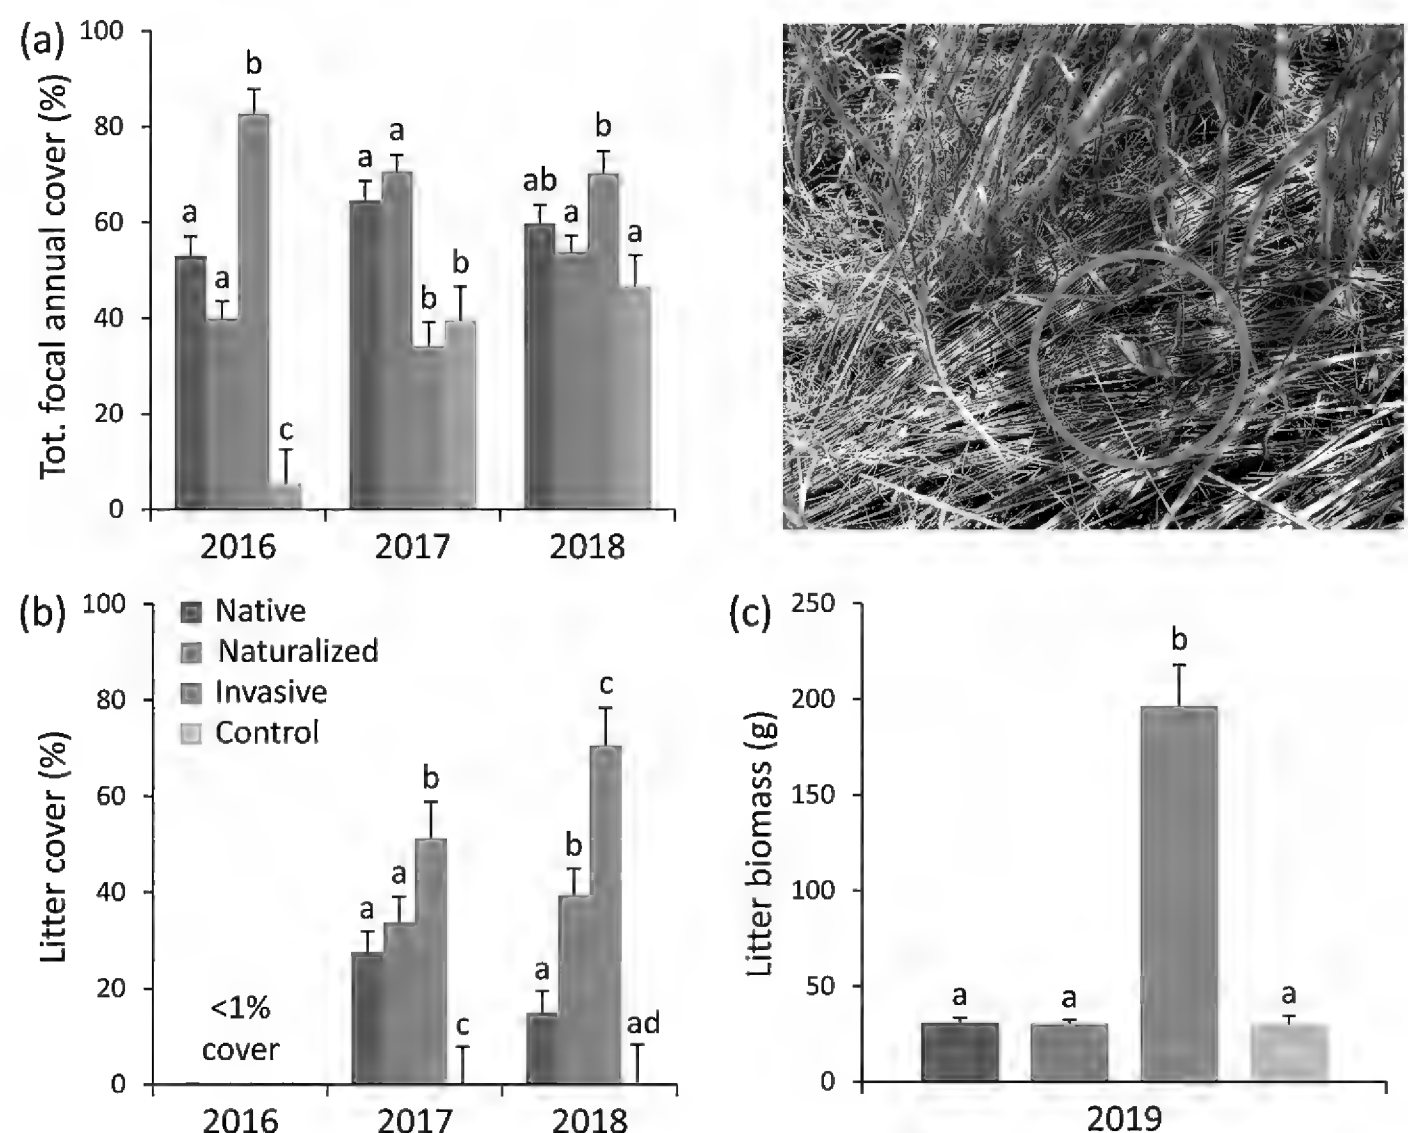 (a)
Tot. focal annual cover (%)
100
80
60
40
20
0
a
a
b
c
a
a
b
b
ab
a
b
a
2016
2017
2018
(b)
Litter cover (%)
100
80
60
40
20
0
Native
Naturalized
Invasive
Control
<1%
cover
a
a
b
c
a
b
c
ad
2016
2017
2018
(c)
Litter biomass (g)
250
200
150
100
50
0
a
a
b
a
2019